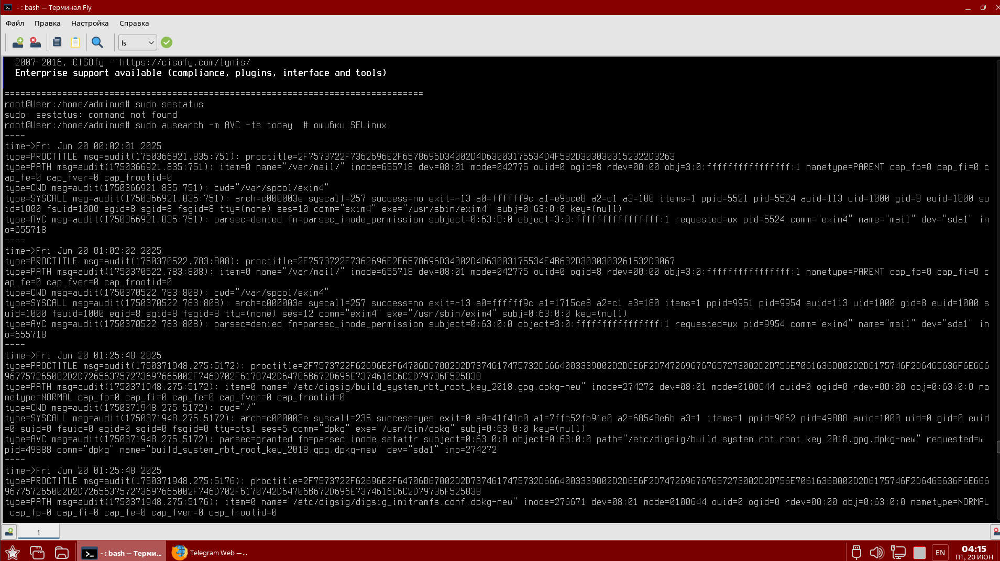 - : bash — Терминал Fly
Файл Правка Настройка Справка
ls
2007-2016, CISOfy - https://cisofy.com/lynis/
Enterprise support available (compliance, plugins, interface and tools)
================================================================================
root@User:/home/adminus# sudo sestatus
sudo: sestatus: command not found
root@User:/home/adminus# sudo ausearch -m AVC -ts today  # ошибки SELinux
----
time->Fri Jun 20 00:02:01 2025
type=PROCTITLE msg=audit(1750366921.835:751): proctitle=2F7573722F7362696E2F6578696D34002D4D63003175534D4F582D3030303152322D3263
type=PATH msg=audit(1750366921.835:751): item=0 name="/var/mail/" inode=655718 dev=08:01 mode=042775 ouid=0 ogid=8 rdev=00:00 obj=3:0:ffffffffffffffff:1 nametype=PARENT cap_fp=0 cap_fi=0 c
ap_fe=0 cap_fver=0 cap_frootid=0
type=CWD msg=audit(1750366921.835:751): cwd="/var/spool/exim4"
type=SYSCALL msg=audit(1750366921.835:751): arch=c000003e syscall=257 success=no exit=-13 a0=ffffff9c a1=e9bce8 a2=c1 a3=180 items=1 ppid=5521 pid=5524 auid=113 uid=1000 gid=8 euid=1000 su
id=1000 fsuid=1000 egid=8 sgid=8 fsgid=8 tty=(none) ses=10 comm="exim4" exe="/usr/sbin/exim4" subj=0:63:0:0 key=(null)
type=AVC msg=audit(1750366921.835:751): parsec=denied fn=parsec_inode_permission subject=0:63:0:0 object=3:0:ffffffffffffffff:1 requested=wx pid=5524 comm="exim4" name="mail" dev="sda1" in
o=655718
----
time->Fri Jun 20 01:02:02 2025
type=PROCTITLE msg=audit(1750370522.783:808): proctitle=2F7573722F7362696E2F6578696D34002D4D63003175534E4B632D3030303261532D3067
type=PATH msg=audit(1750370522.783:808): item=0 name="/var/mail/" inode=655718 dev=08:01 mode=042775 ouid=0 ogid=8 rdev=00:00 obj=3:0:ffffffffffffffff:1 nametype=PARENT cap_fp=0 cap_fi=0 c
ap_fe=0 cap_fver=0 cap_frootid=0
type=CWD msg=audit(1750370522.783:808): cwd="/var/spool/exim4"
type=SYSCALL msg=audit(1750370522.783:808): arch=c000003e syscall=257 success=no exit=-13 a0=ffffff9c a1=1715ce8 a2=c1 a3=180 items=1 ppid=9951 pid=9954 auid=113 uid=1000 gid=8 euid=1000 s
uid=1000 fsuid=1000 egid=8 sgid=8 fsgid=8 tty=(none) ses=12 comm="exim4" exe="/usr/sbin/exim4" subj=0:63:0:0 key=(null)
type=AVC msg=audit(1750370522.783:808): parsec=denied fn=parsec_inode_permission subject=0:63:0:0 object=3:0:ffffffffffffffff:1 requested=wx pid=9954 comm="exim4" name="mail" dev="sda1" in
o=655718
----
time->Fri Jun 20 01:25:48 2025
type=PROCTITLE msg=audit(1750371948.275:5172): proctitle=2F7573722F62696E2F64706B67002D2D7374617475732D6664003339002D2D6E6F2D7472696767657273002D2D756E7061636B002D2D6175746F2D6465636F6E666
967757265002D2D726563757273697665002F746D702F6170742D64706B672D696E7374616C6C2D79736F525838
type=PATH msg=audit(1750371948.275:5172): item=0 name="/etc/digsig/build_system_rbt_root_key_2018.gpg.dpkg-new" inode=274272 dev=08:01 mode=0100644 ouid=0 ogid=0 rdev=00:00 obj=0:63:0:0 na
metype=NORMAL cap_fp=0 cap_fi=0 cap_fe=0 cap_fver=0 cap_frootid=0
type=CWD msg=audit(1750371948.275:5172): cwd="/"
type=SYSCALL msg=audit(1750371948.275:5172): arch=c000003e syscall=235 success=yes exit=0 a0=41f41c0 a1=7ffc52fb91e0 a2=68548e6b a3=1 items=1 ppid=9062 pid=49888 auid=1000 uid=0 gid=0 euid
=0 suid=0 fsuid=0 egid=0 sgid=0 fsgid=0 tty=pts1 ses=5 comm="dpkg" exe="/usr/bin/dpkg" subj=0:63:0:0 key=(null)
type=AVC msg=audit(1750371948.275:5172): parsec=granted fn=parsec_inode_setattr subject=0:63:0:0 object=0:63:0:0 path="/etc/digsig/build_system_rbt_root_key_2018.gpg.dpkg-new" requested=w
pid=49888 comm="dpkg" name="build_system_rbt_root_key_2018.gpg.dpkg-new" dev="sda1" ino=274272
----
time->Fri Jun 20 01:25:48 2025
type=PROCTITLE msg=audit(1750371948.275:5176): proctitle=2F7573722F62696E2F64706B67002D2D7374617475732D6664003339002D2D6E6F2D7472696767657273002D2D756E7061636B002D2D6175746F2D6465636F6E666
967757265002D2D726563757273697665002F746D702F6170742D64706B672D696E7374616C6C2D79736F525838
type=PATH msg=audit(1750371948.275:5176): item=0 name="/etc/digsig/digsig_initramfs.conf.dpkg-new" inode=276671 dev=08:01 mode=0100644 ouid=0 ogid=0 rdev=00:00 obj=0:63:0:0 nametype=NORMAL
 cap_fp=0 cap_fi=0 cap_fe=0 cap_fver=0 cap_frootid=0
1
- : bash — Терми... Telegram Web —... EN 04:15
ПТ, 20 ИЮН